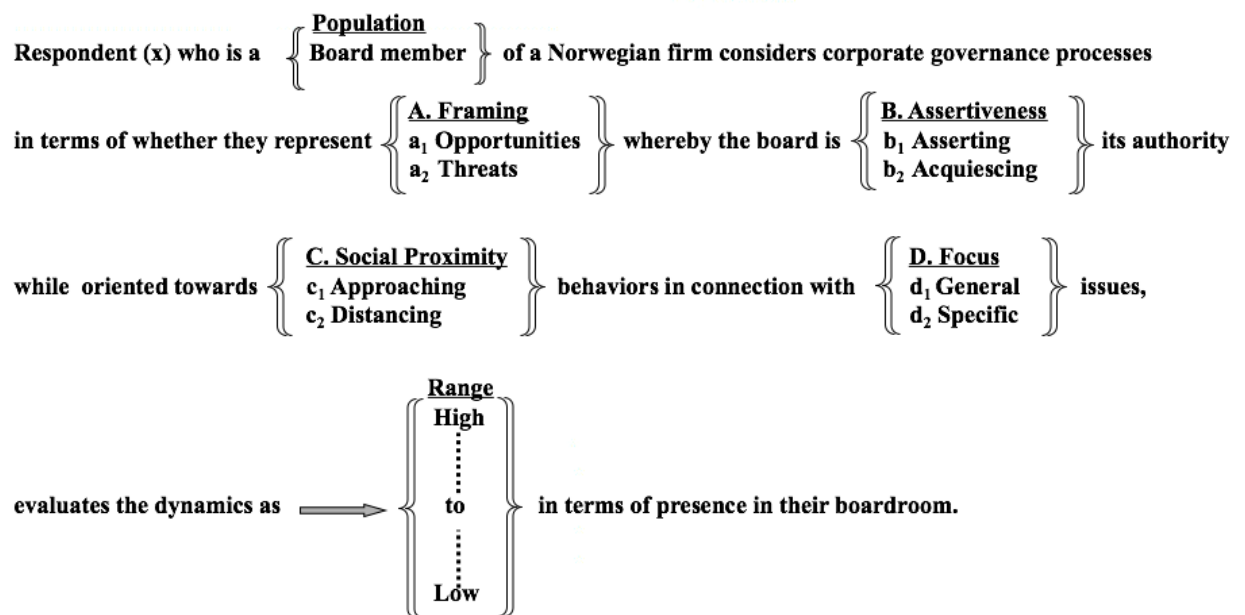 Population
Respondent (x) who is a Board member of a Norwegian firm considers corporate governance processes
A. Framing B. Assertiveness
in terms of whether they represent a₁ Opportunities whereby the board is b₁ Asserting its authority
a₂ Threats b₂ Acquiescing
C. Social Proximity D. Focus
while oriented towards c₁ Approaching behaviors in connection with d₁ General issues,
c₂ Distancing d₂ Specific
Range
High
evaluates the dynamics as to in terms of presence in their boardroom.
Low